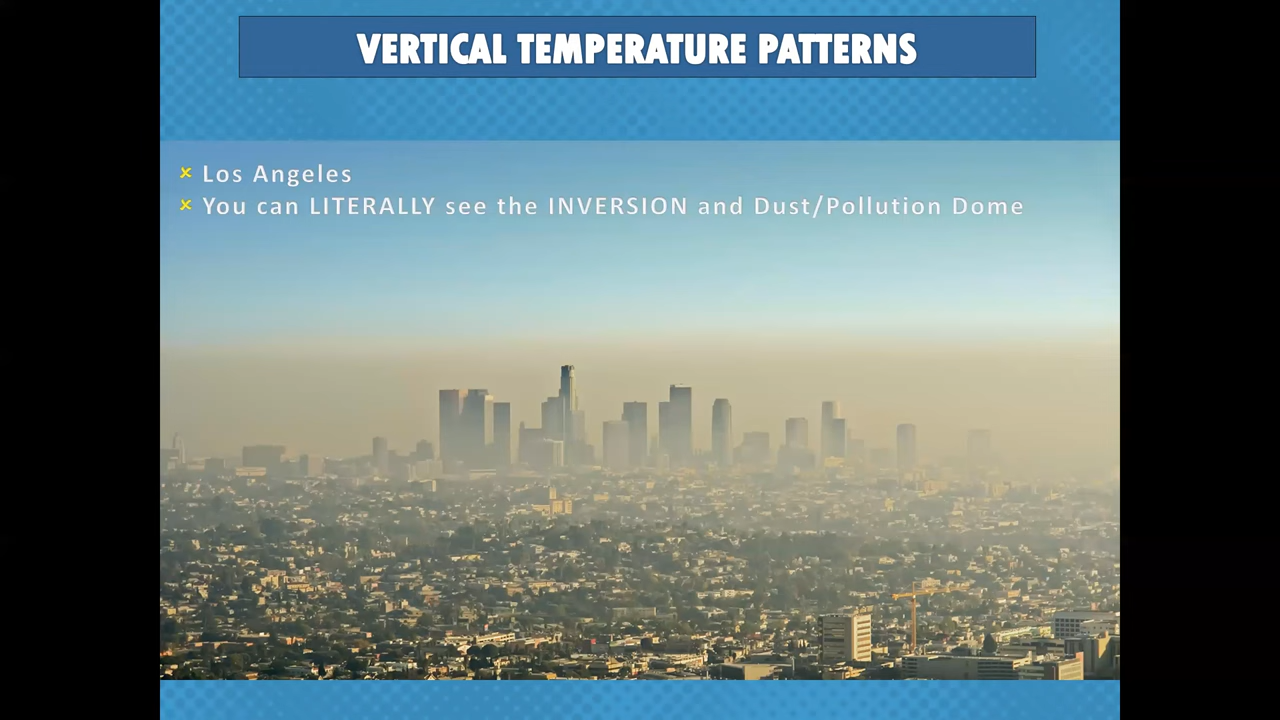 VERTICAL TEMPERATURE PATTERNS
Los Angeles
You can LITERALLY see the INVERSION and Dust/Pollution Dome